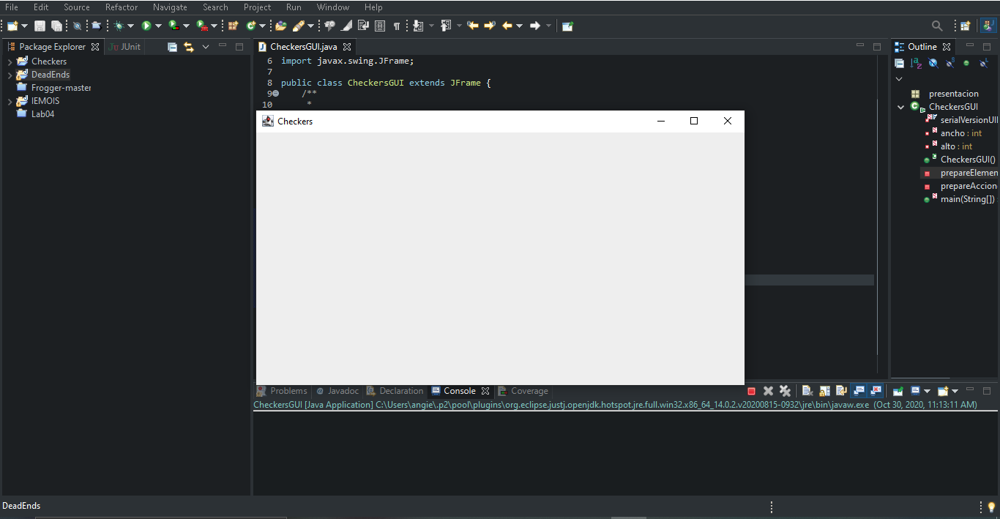 File Edit Source Refactor Navigate Search Project Run Window Help
Package Explorer JUnit
Checkers
DeadEnds
Frogger-master
IEMOIS
Lab04
CheckersGUI.java
6 import javax.swing.JFrame;
7
8 public class CheckersGUI extends JFrame {
9 /**
10 *
Checkers
Outline
presentacion
CheckersGUI
serialVersionUI
ancho : int
alto : int
CheckersGUI()
prepareElemen
prepareAccion
main(String[])
Problems @ Javadoc Declaration Console Coverage
CheckersGUI [Java Application] C:\Users\angie\.p2\pool\plugins\org.eclipse.justj.openjdk.hotspot.jre.full.win32.x86_64_14.0.2.v20200815-0932\jre\bin\javaw.exe (Oct 30, 2020, 11:13:11 AM)
DeadEnds